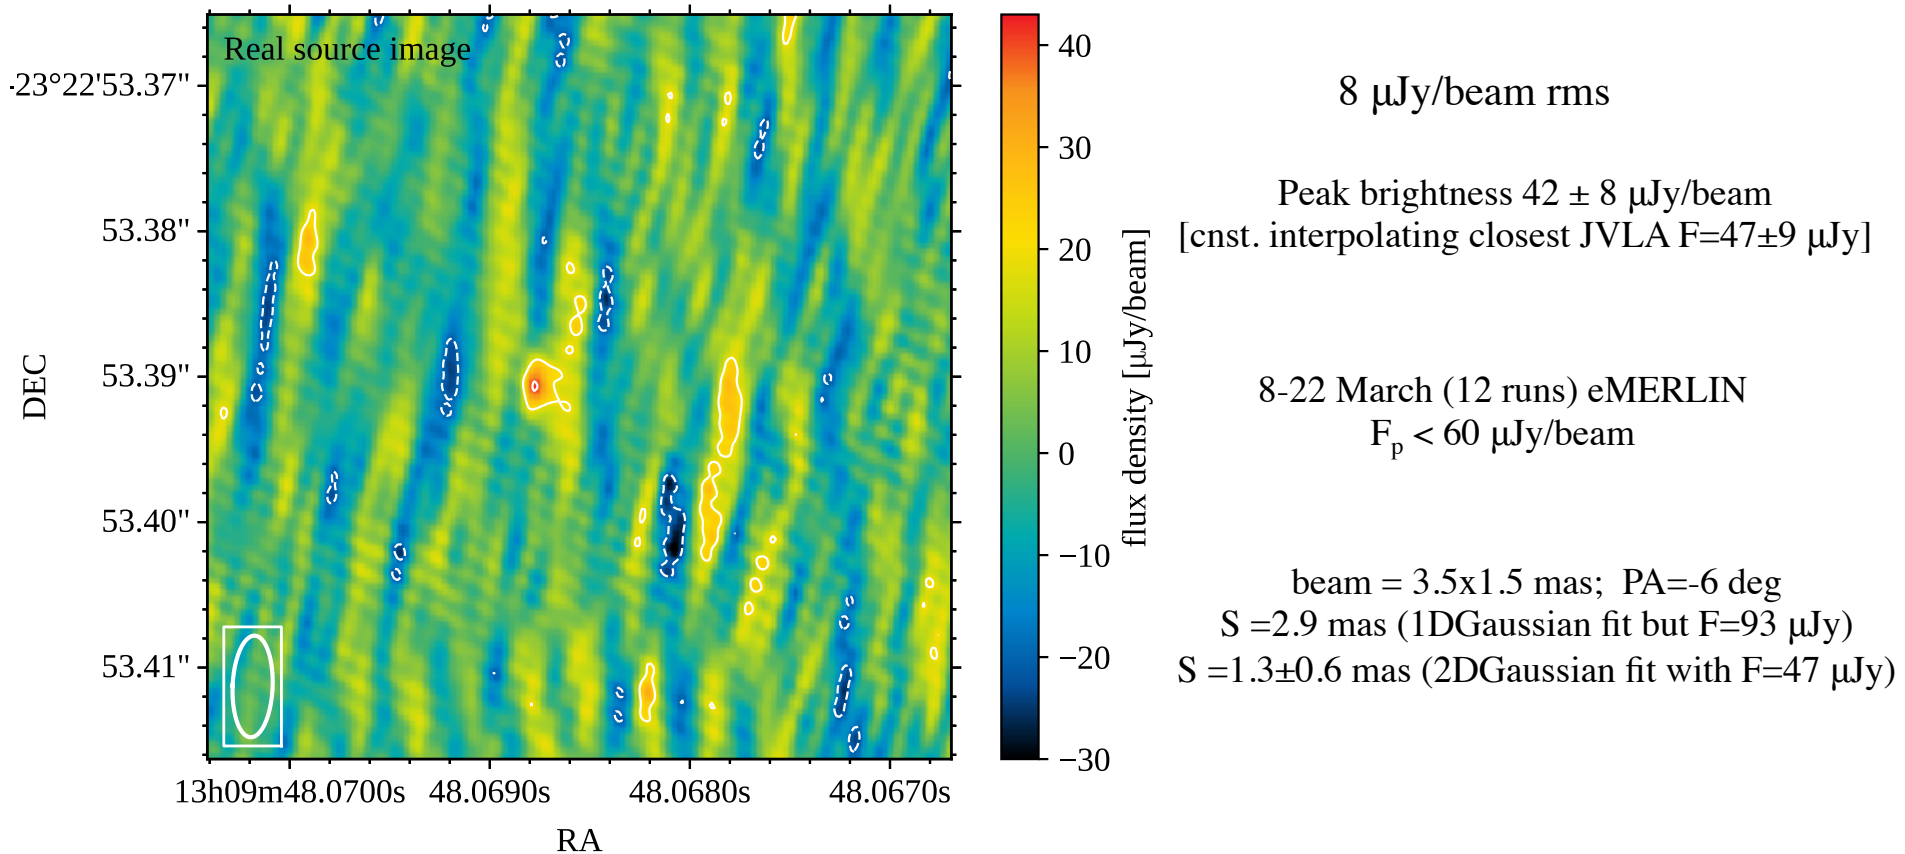 Real source image
-23°22'53.37"
53.38"
53.39"
53.40"
53.41"
DEC
13h09m48.0700s 48.0690s 48.0680s 48.0670s
RA
40
30
20
10
0
−10
−20
−30
flux density [μJy/beam]
8 μJy/beam rms
Peak brightness 42 ± 8 μJy/beam
[cnst. interpolating closest JVLA F=47±9 μJy]
8-22 March (12 runs) eMERLIN
Fp < 60 μJy/beam
beam = 3.5x1.5 mas; PA=-6 deg
S =2.9 mas (1DGaussian fit but F=93 μJy)
S =1.3±0.6 mas (2DGaussian fit with F=47 μJy)